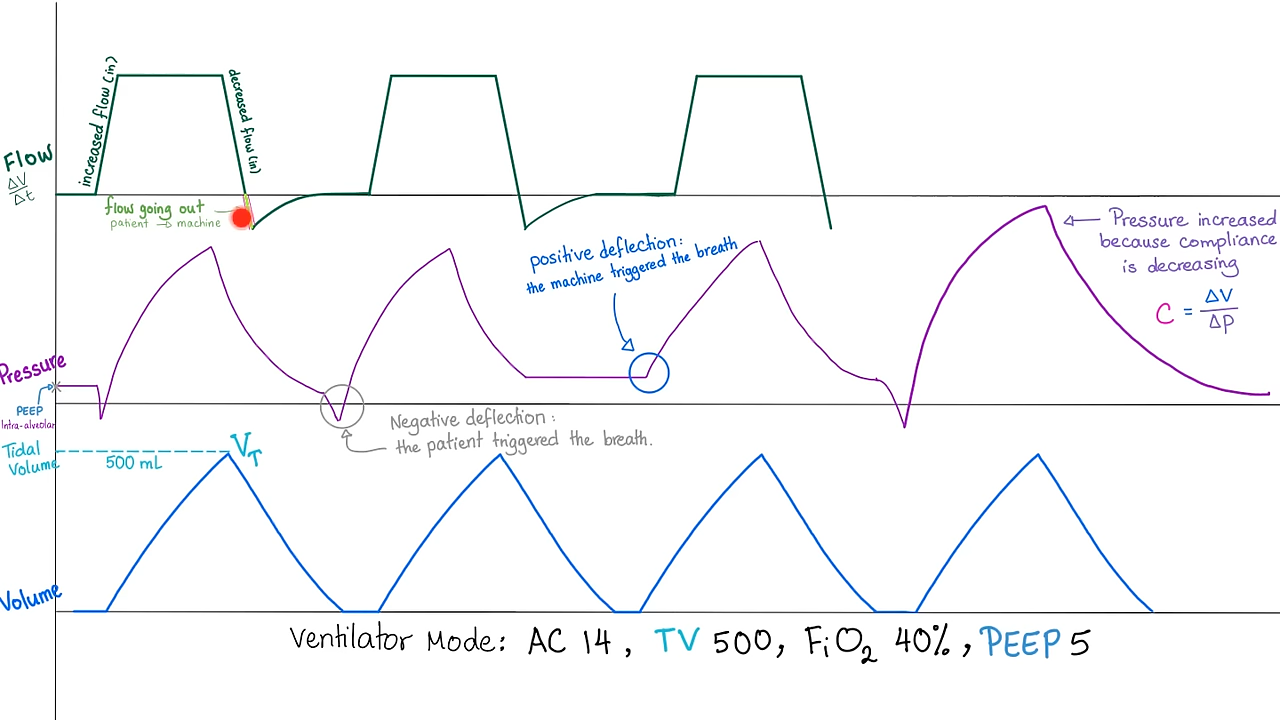 increased flow (in)
decreased flow (in)
Flow
ΔV
Δt
flow going out
patient → machine
positive deflection:
the machine triggered the breath
Pressure increased
because compliance
is decreasing
C = ΔV
ΔP
Pressure
PEEP
Intra-alveolar
Negative deflection:
the patient triggered the breath.
Tidal
Volume
500 mL
VT
Volume
Ventilator Mode: AC 14, TV 500, FiO2 40%, PEEP 5